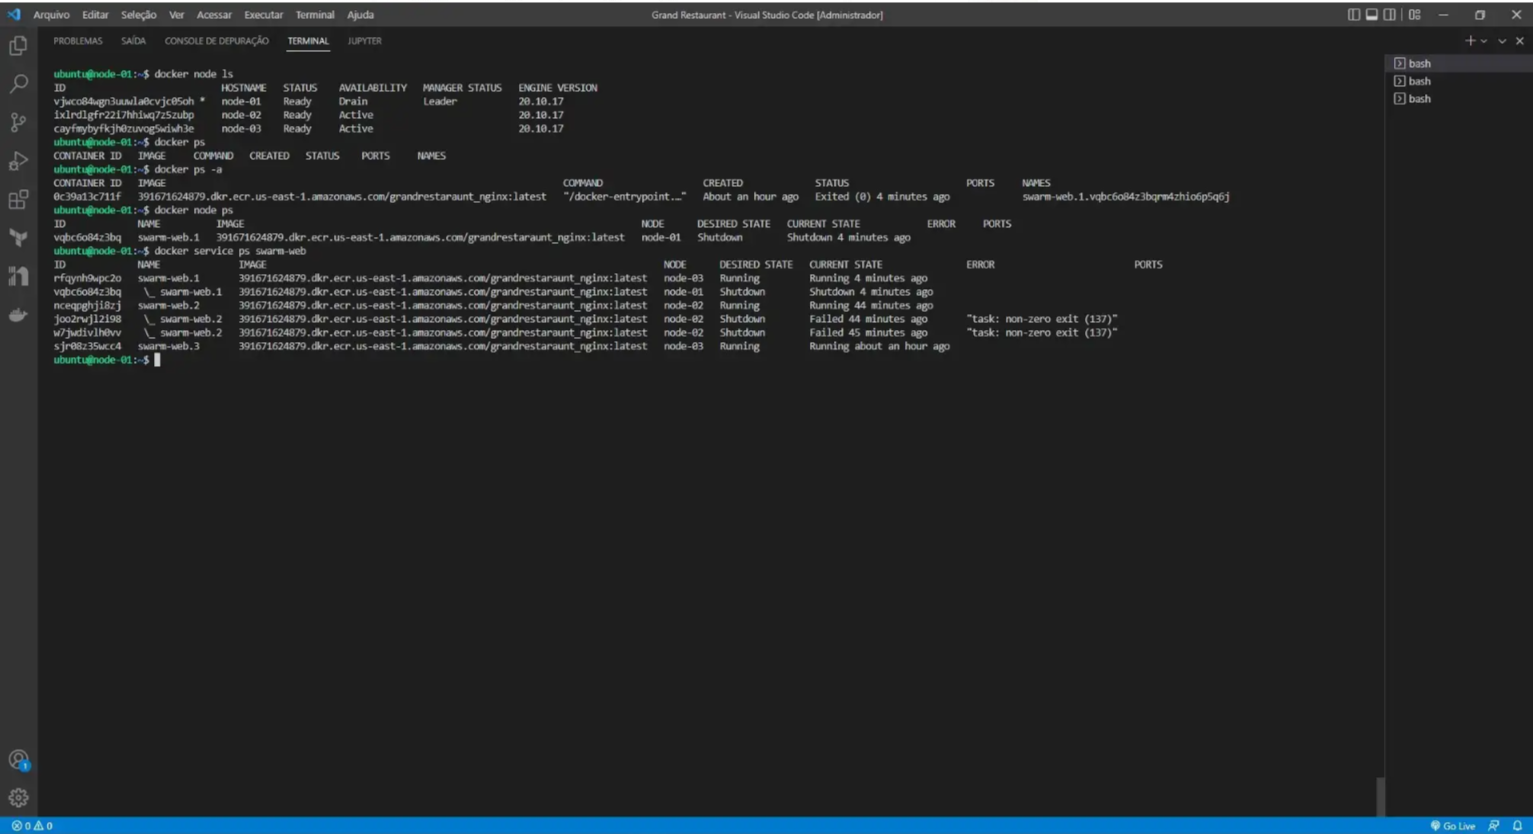 Arquivo Editar Seleção Ver Acessar Executar Terminal Ajuda
Grand Restaurant - Visual Studio Code [Administrador]
PROBLEMAS SAÍDA CONSOLE DE DEPURAÇÃO TERMINAL JUPYTER
bash
bash
bash
ubuntu@node-01:~$ docker node ls
ID HOSTNAME STATUS AVAILABILITY MANAGER STATUS ENGINE VERSION
vjwco84wgn3uuwla0cvjc05oh * node-01 Ready Drain Leader 20.10.17
ixlrdlgfr22i7hhiwq7z5zubp node-02 Ready Active 20.10.17
cayfmybyfkjh0zuvog5wiwh3e node-03 Ready Active 20.10.17
ubuntu@node-01:~$ docker ps
CONTAINER ID IMAGE COMMAND CREATED STATUS PORTS NAMES
ubuntu@node-01:~$ docker ps -a
CONTAINER ID IMAGE COMMAND CREATED STATUS PORTS NAMES
0c39a13c711f 391671624879.dkr.ecr.us-east-1.amazonaws.com/grandrestaraunt_nginx:latest "/docker-entrypoint.…" About an hour ago Exited (0) 4 minutes ago swarm-web.1.vqbc6o84z3bqrm4zhio6p5q6j
ubuntu@node-01:~$ docker node ps
ID NAME IMAGE NODE DESIRED STATE CURRENT STATE ERROR PORTS
vqbc6o84z3bq swarm-web.1 391671624879.dkr.ecr.us-east-1.amazonaws.com/grandrestaraunt_nginx:latest node-01 Shutdown Shutdown 4 minutes ago
ubuntu@node-01:~$ docker service ps swarm-web
ID NAME IMAGE NODE DESIRED STATE CURRENT STATE ERROR PORTS
rfqynh9wpc2o swarm-web.1 391671624879.dkr.ecr.us-east-1.amazonaws.com/grandrestaraunt_nginx:latest node-03 Running Running 4 minutes ago
vqbc6o84z3bq \_ swarm-web.1 391671624879.dkr.ecr.us-east-1.amazonaws.com/grandrestaraunt_nginx:latest node-01 Shutdown Shutdown 4 minutes ago
nceqpghji8zj swarm-web.2 391671624879.dkr.ecr.us-east-1.amazonaws.com/grandrestaraunt_nginx:latest node-02 Running Running 44 minutes ago
joo2rwjl2i98 \_ swarm-web.2 391671624879.dkr.ecr.us-east-1.amazonaws.com/grandrestaraunt_nginx:latest node-02 Shutdown Failed 44 minutes ago "task: non-zero exit (137)"
w7jwdivlh0vv \_ swarm-web.2 391671624879.dkr.ecr.us-east-1.amazonaws.com/grandrestaraunt_nginx:latest node-02 Shutdown Failed 45 minutes ago "task: non-zero exit (137)"
sjr08z35wcc4 swarm-web.3 391671624879.dkr.ecr.us-east-1.amazonaws.com/grandrestaraunt_nginx:latest node-03 Running Running about an hour ago
ubuntu@node-01:~$
1
0 0
Go Live